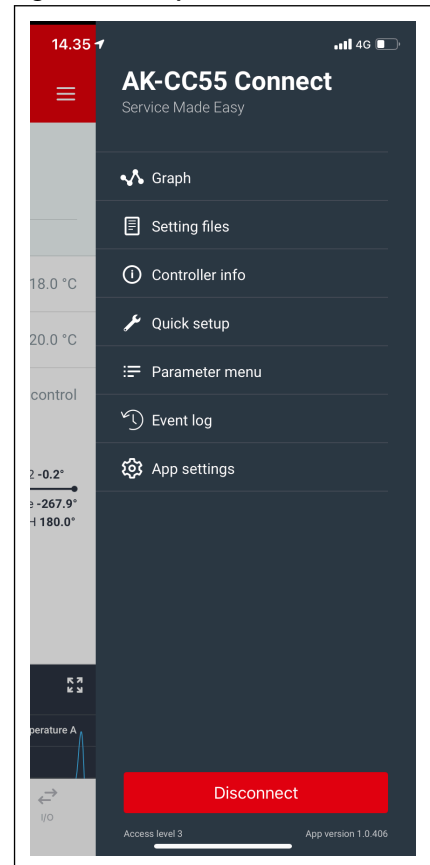 14.35
4G
AK-CC55 Connect
Service Made Easy
Graph
Setting files
Controller info
Quick setup
Parameter menu
Event log
App settings
18.0 °C
20.0 °C
control
2 -0.2°
e -267.9°
H 180.0°
perature A
I/O
Disconnect
Access level 3
App version 1.0.406